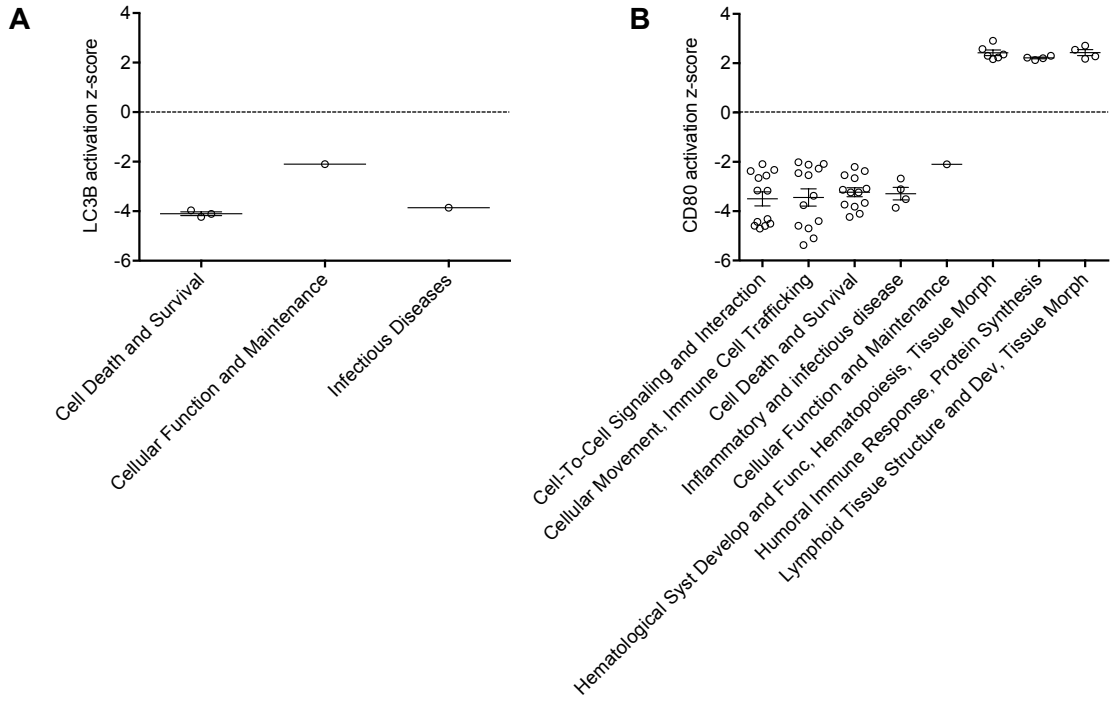 A
LC3B activation z-score
4
2
0
-2
-4
-6
Cell Death and Survival
Cellular Function and Maintenance
Infectious Diseases
B
CD80 activation z-score
4
2
0
-2
-4
-6
Cell-To-Cell Signaling and Interaction
Cellular Movement, Immune Cell Trafficking
Cell Death and Survival
Inflammatory and infectious disease
Cellular Function and Maintenance
Hematological Syst Develop and Func, Hematopoiesis, Tissue Morph
Humoral Immune Response, Protein Synthesis
Lymphoid Tissue Structure and Dev, Tissue Morph